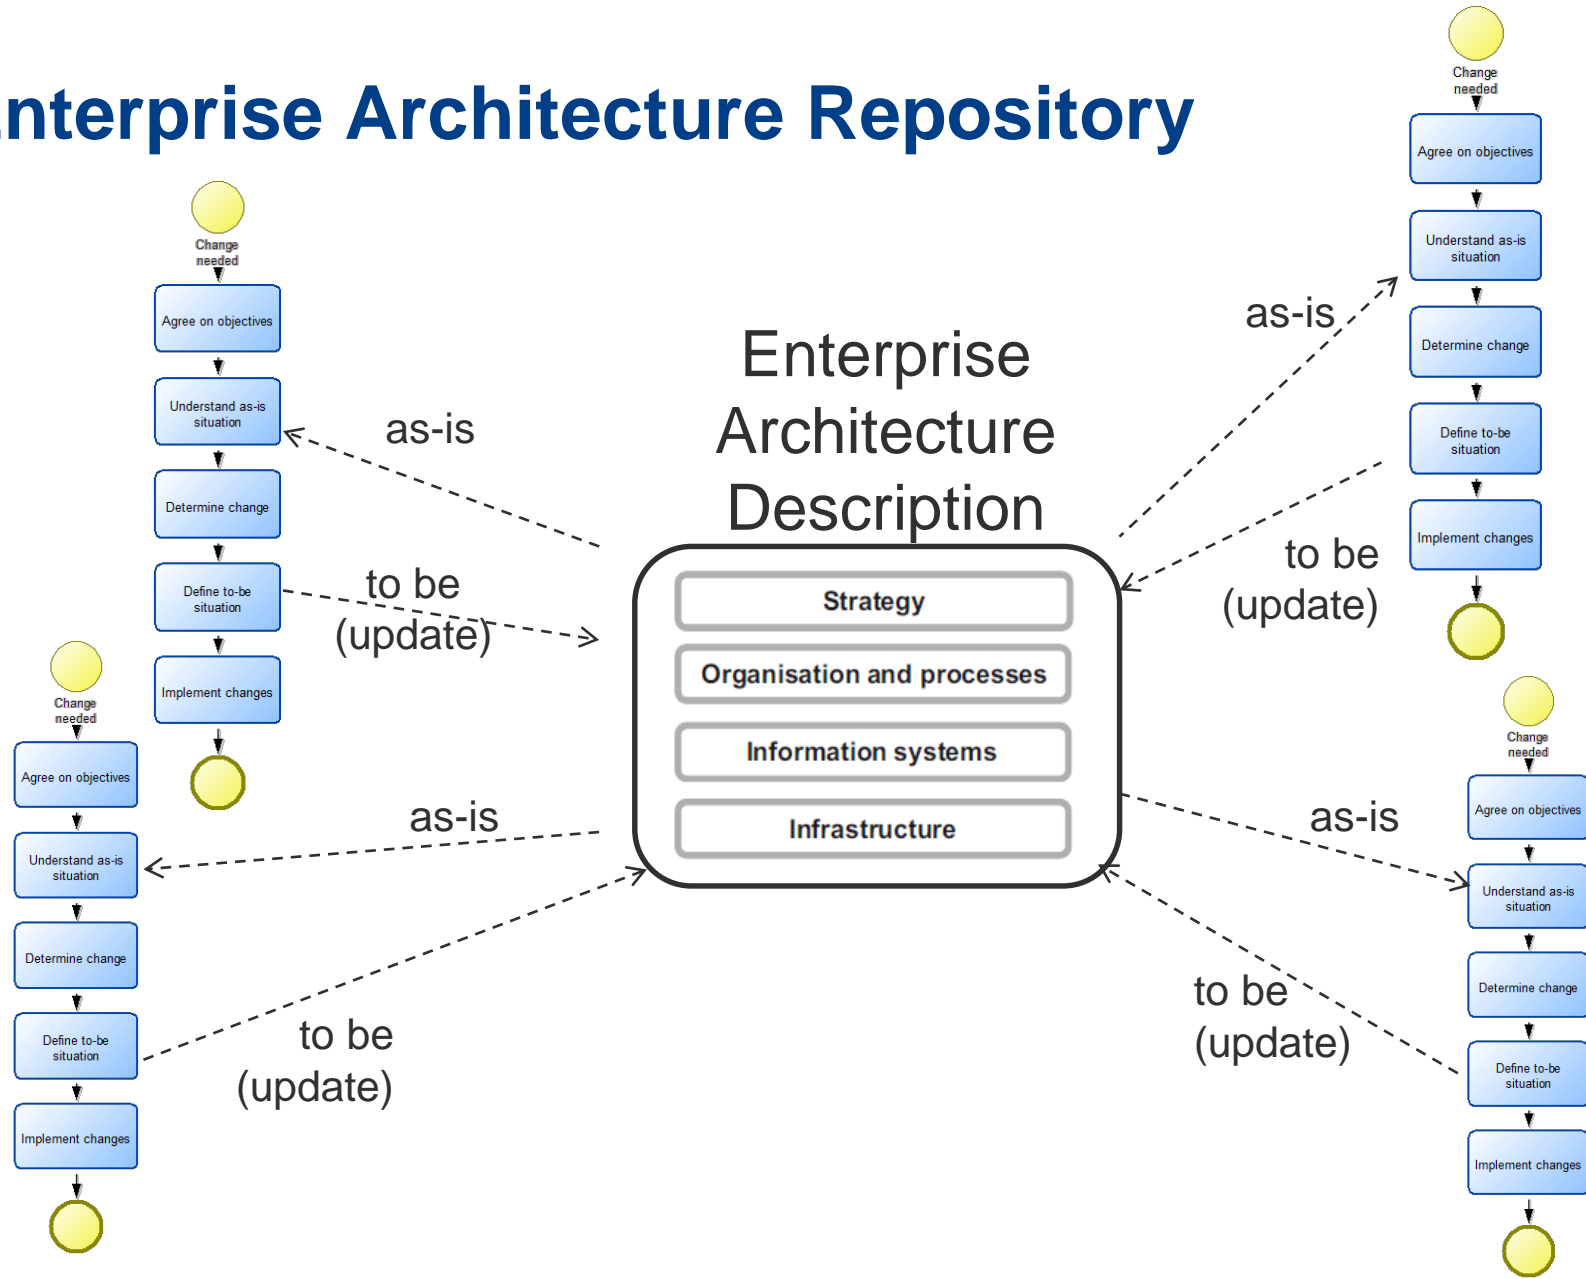 nterprise Architecture Repository
Change
needed
Agree on objectives
Understand as-is
situation
Determine change
Define to-be
situation
Implement changes
Change
needed
Agree on objectives
Understand as-is
situation
Determine change
Define to-be
situation
Implement changes
as-is
to be
(update)
Enterprise
Architecture
Description
Strategy
Organisation and processes
Information systems
Infrastructure
as-is
to be
(update)
Change
needed
Agree on objectives
Understand as-is
situation
Determine change
Define to-be
situation
Implement changes
as-is
to be
(update)
Change
needed
Agree on objectives
Understand as-is
situation
Determine change
Define to-be
situation
Implement changes
as-is
to be
(update)